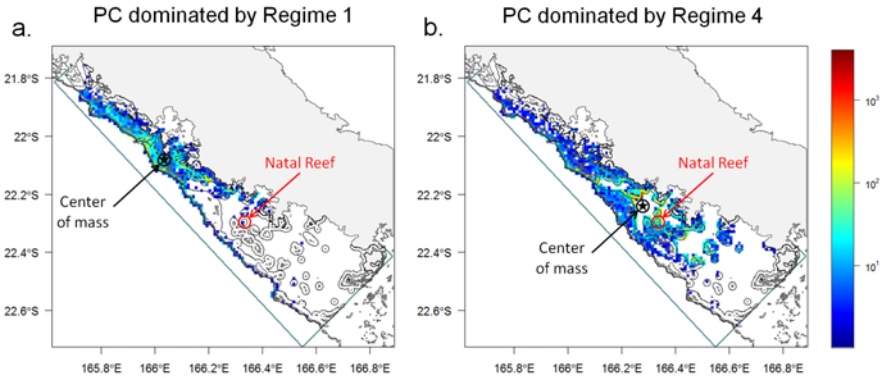 PC dominated by Regime 1
PC dominated by Regime 4
a.
b.
21.8°S
22°S
22.2°S
22.4°S
22.6°S
Natal Reef
Center
of mass
165.8°E
166°E
166.2°E
166.4°E
166.6°E
166.8°E
21.8°S
22°S
22.2°S
22.4°S
22.6°S
Natal Reef
Center
of mass
165.8°E
166°E
166.2°E
166.4°E
166.6°E
166.8°E
10³
10²
10¹